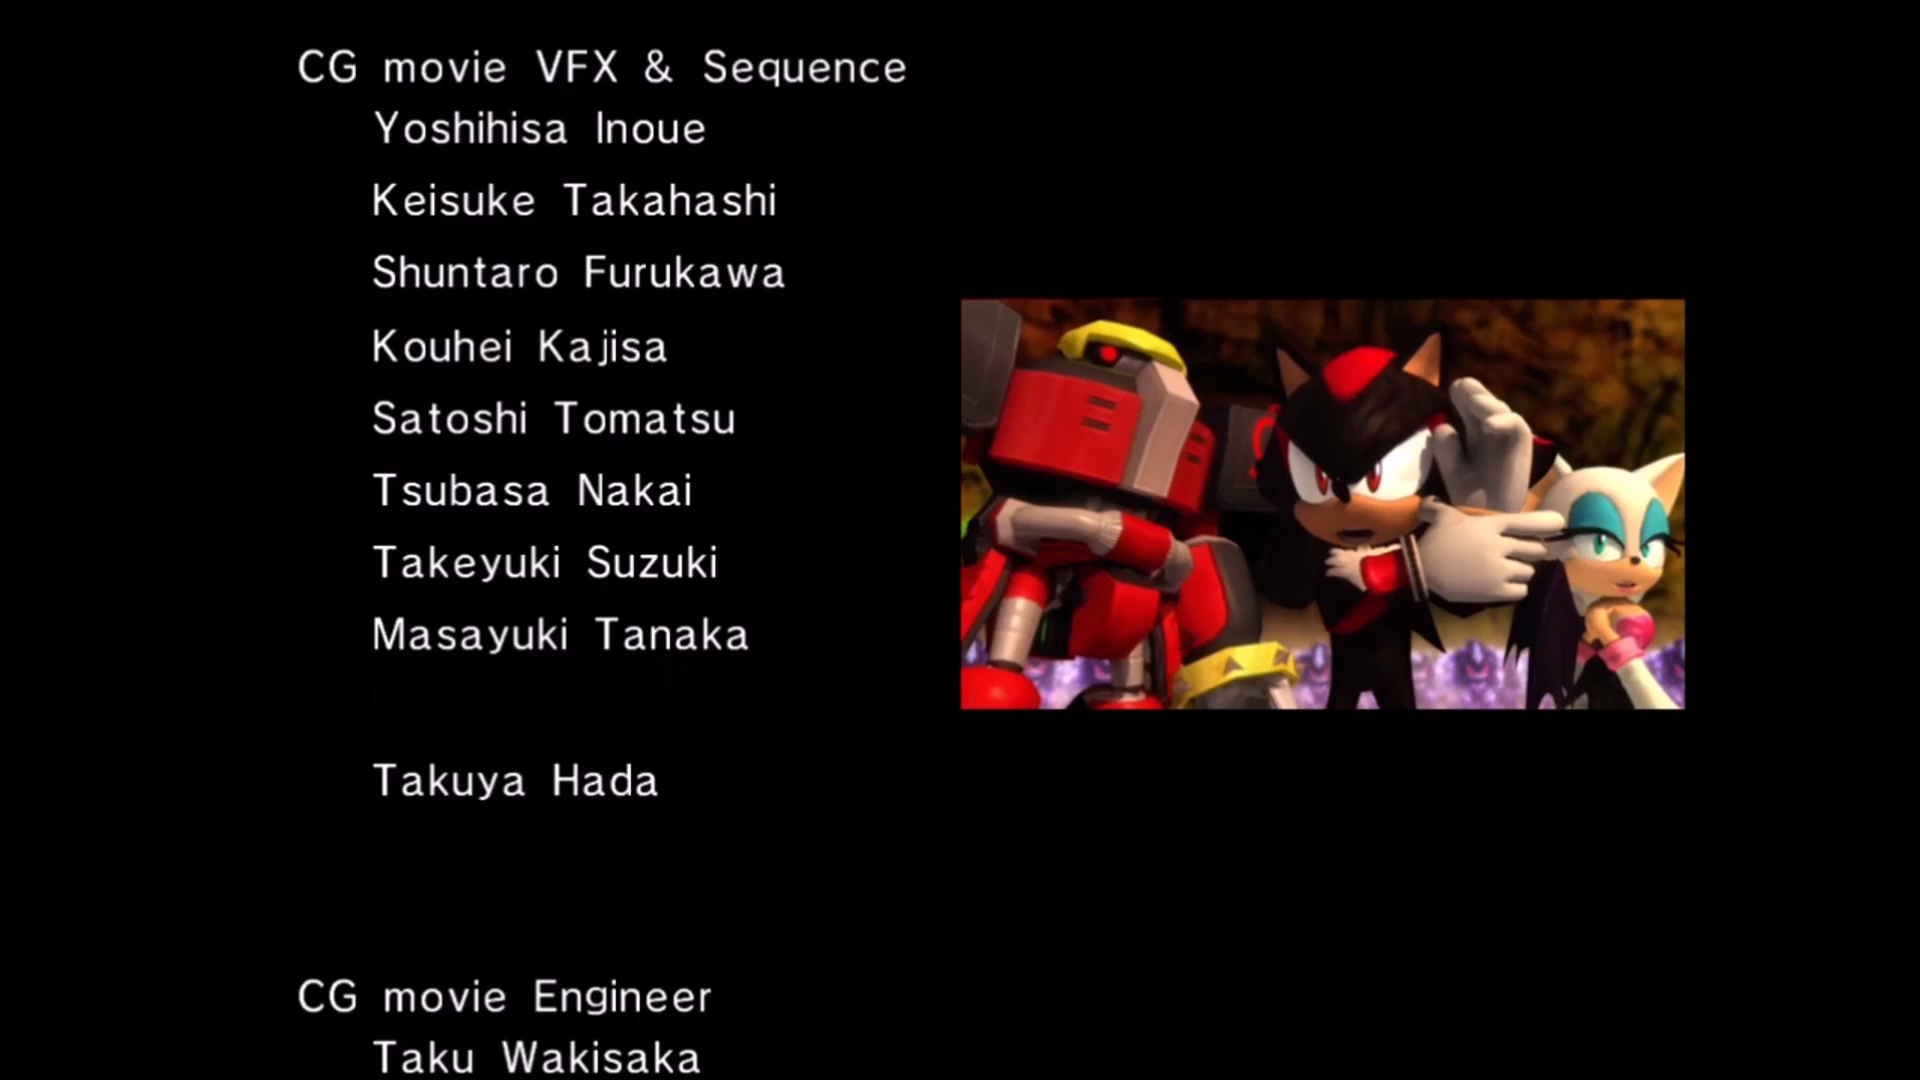 CG movie VFX & Sequence
Yoshihisa Inoue
Keisuke Takahashi
Shuntaro Furukawa
Kouhei Kajisa
Satoshi Tomatsu
Tsubasa Nakai
Takeyuki Suzuki
Masayuki Tanaka
Takuya Hada
CG movie Engineer
Taku Wakisaka